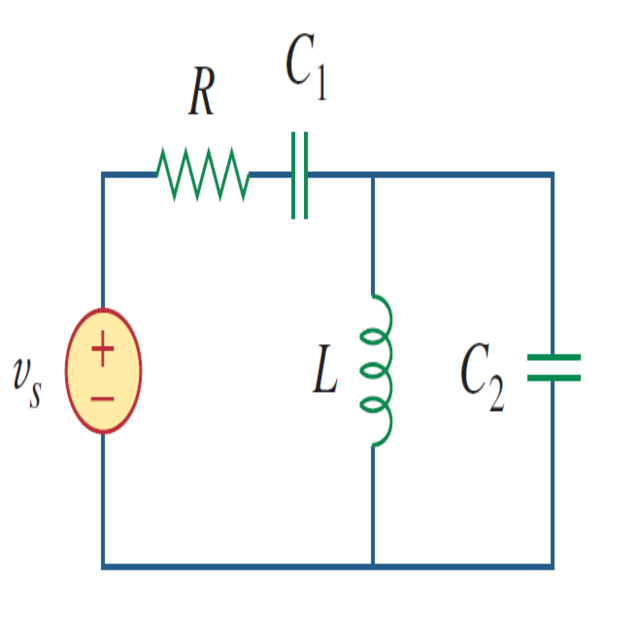 R
C₁
+
−
vₛ
L
C₂